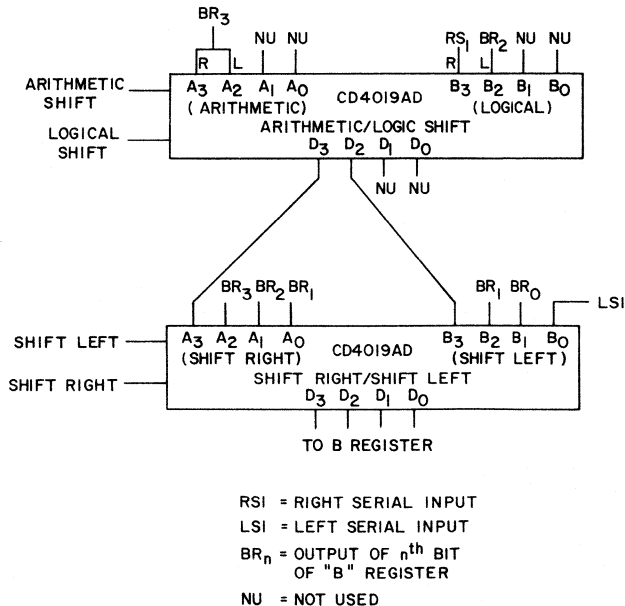 BR3
NU NU
RS1 BR2 NU NU
R L
R L
ARITHMETIC SHIFT
A3 A2 A1 A0
CD4019AD
B3 B2 B1 B0
(ARITHMETIC)
(LOGICAL)
LOGICAL SHIFT
ARITHMETIC/LOGIC SHIFT
D3 D2 D1 D0
NU NU
BR3 BR2 BR1
BR1 BR0
LSI
SHIFT LEFT
A3 A2 A1 A0
CD4019AD
B3 B2 B1 B0
(SHIFT RIGHT)
(SHIFT LEFT)
SHIFT RIGHT
SHIFT RIGHT/SHIFT LEFT
D3 D2 D1 D0
TO B REGISTER
RSI = RIGHT SERIAL INPUT
LSI = LEFT SERIAL INPUT
BRn = OUTPUT OF nth BIT
OF "B" REGISTER
NU = NOT USED